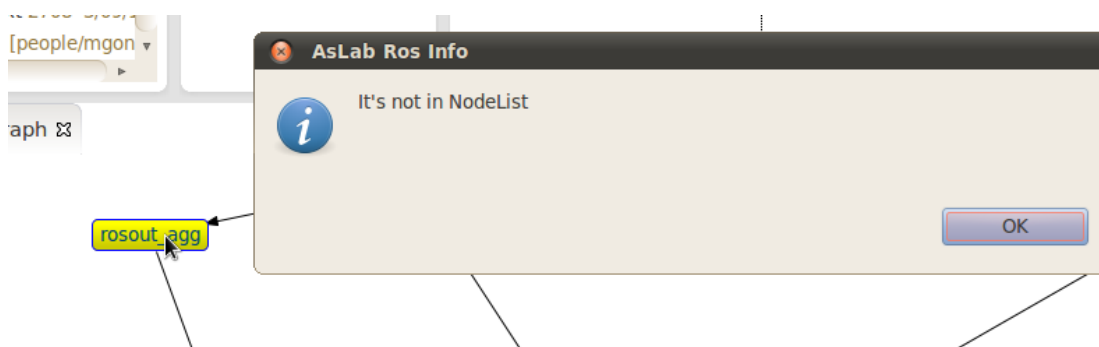 [people/mgon
AsLab Ros Info
It's not in NodeList
raph
rosout_agg
OK